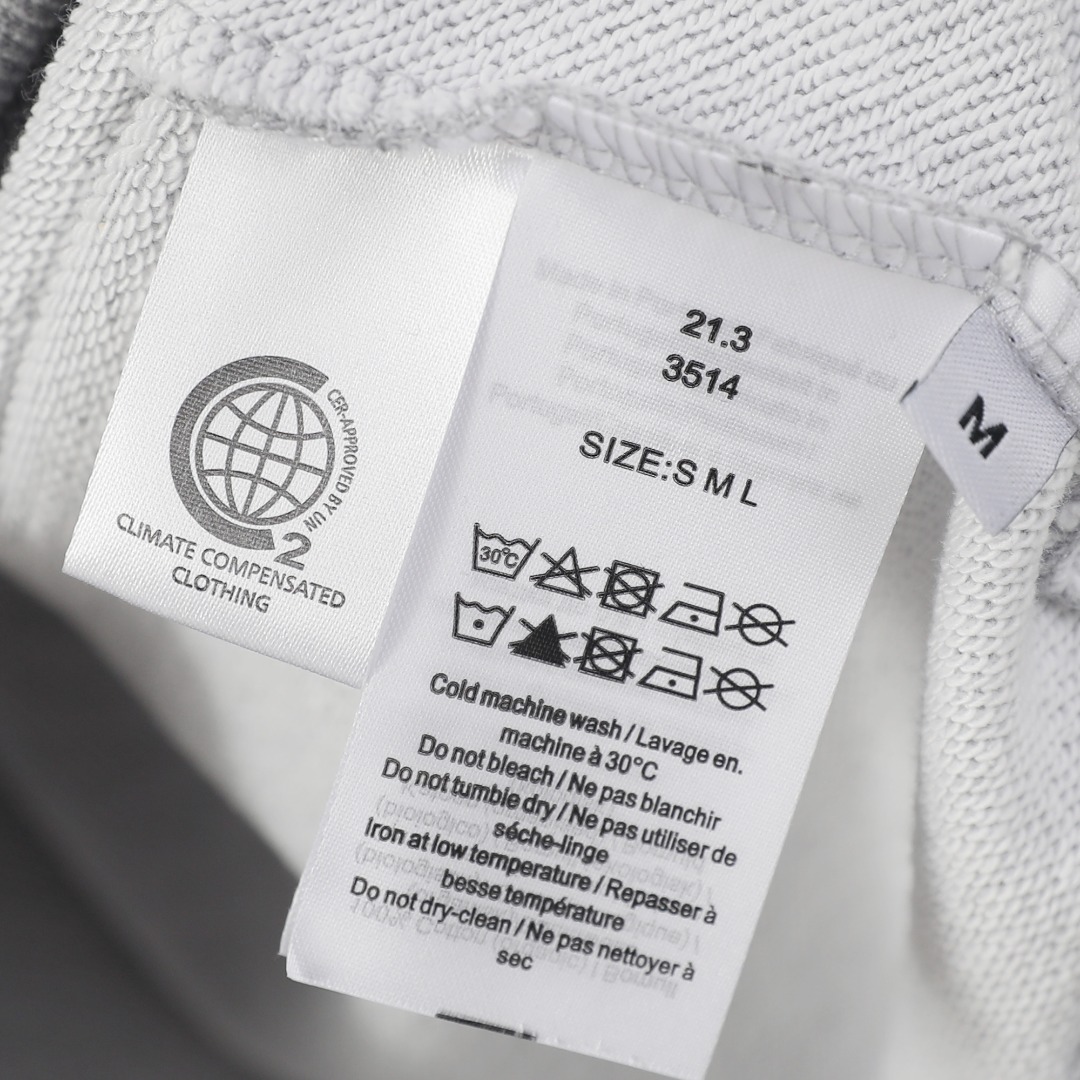 CER-APPROVED BY UN
2
CLIMATE COMPENSATED
CLOTHING
21.3
3514
SIZE:S M L
M
30°C
Cold machine wash / Lavage en.
machine à 30°C
Do not bleach / Ne pas blanchir
Do not tumble dry / Ne pas utiliser de
séche-linge
Iron at low temperature / Repasser à
besse température
Do not dry-clean / Ne pas nettoyer à
sec